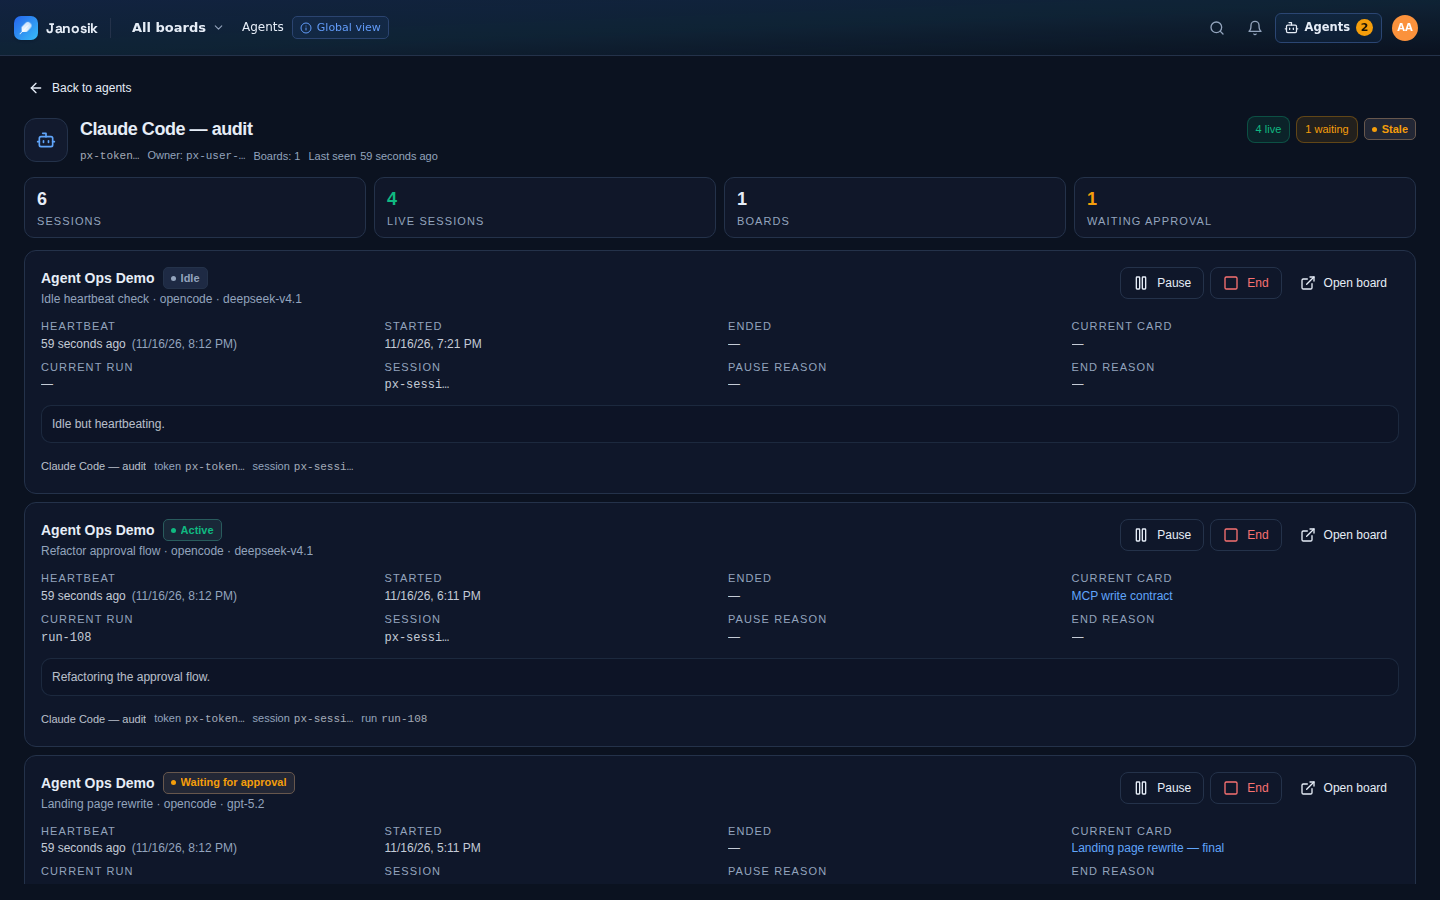 Janosik All boards Agents Global view Agents 2 AA
Back to agents
Claude Code — audit
px-token… Owner: px-user-… Boards: 1 Last seen 59 seconds ago
4 live 1 waiting Stale
6
SESSIONS
4
LIVE SESSIONS
1
BOARDS
1
WAITING APPROVAL
Agent Ops Demo Idle
Idle heartbeat check · opencode · deepseek-v4.1
Pause End Open board
HEARTBEAT STARTED ENDED CURRENT CARD
59 seconds ago (11/16/26, 8:12 PM) 11/16/26, 7:21 PM — —
CURRENT RUN SESSION PAUSE REASON END REASON
— px-sessi… — —
Idle but heartbeating.
Claude Code — audit token px-token… session px-sessi…
Agent Ops Demo Active
Refactor approval flow · opencode · deepseek-v4.1
Pause End Open board
HEARTBEAT STARTED ENDED CURRENT CARD
59 seconds ago (11/16/26, 8:12 PM) 11/16/26, 6:11 PM — MCP write contract
CURRENT RUN SESSION PAUSE REASON END REASON
run-108 px-sessi… — —
Refactoring the approval flow.
Claude Code — audit token px-token… session px-sessi… run run-108
Agent Ops Demo Waiting for approval
Landing page rewrite · opencode · gpt-5.2
Pause End Open board
HEARTBEAT STARTED ENDED CURRENT CARD
59 seconds ago (11/16/26, 8:12 PM) 11/16/26, 5:11 PM — Landing page rewrite — final
CURRENT RUN SESSION PAUSE REASON END REASON